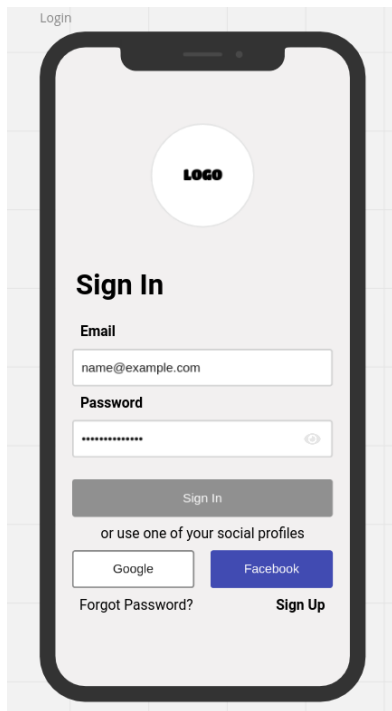 Login
LOGO
Sign In
Email
name@example.com
Password
••••••••••••••
Sign In
or use one of your social profiles
Google Facebook
Forgot Password? Sign Up